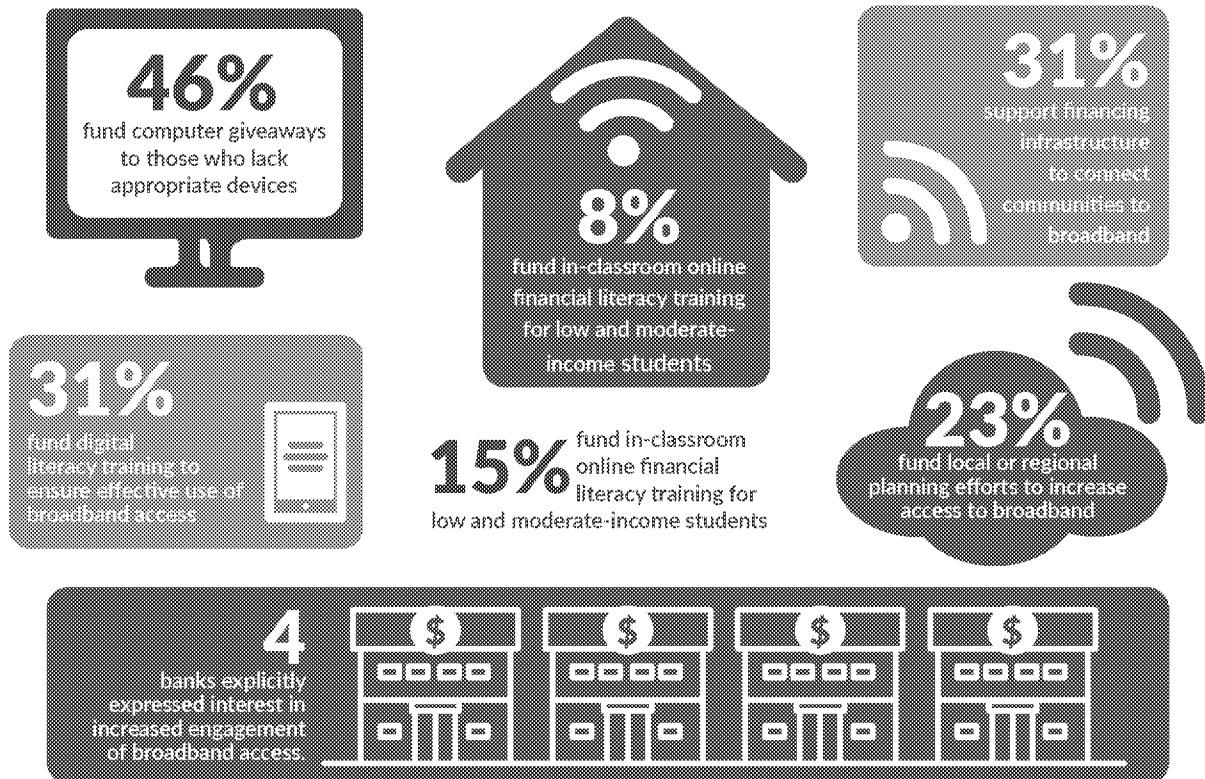 46%
fund computer giveaways
to those who lack
appropriate devices
8%
fund in-classroom online
financial literacy training
for low and moderate-
income students
31%
support financing
infrastructure
to connect
communities to
broadband
31%
fund digital
literacy training to
ensure effective use of
broadband access
15% fund in-classroom
online financial
literacy training for
low and moderate-income students
23%
fund local or regional
planning efforts to increase
access to broadband
4
banks explicitly
expressed interest in
increased engagement
of broadband access.
$ $ $ $